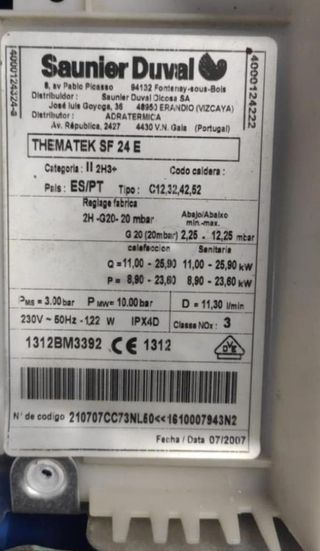 Saunier Duval
8, av Pablo Picasso 94132 Fontenay-sous-Bois
Distribuidor : Saunier Duval Dicosa SA
José luis Goyoga, 36 48950 ERANDIO (VIZCAYA)
Distributor : ADRATERMICA
Av. República, 2427 4430 V.N. Gaia (Portugal)
THEMATEK SF 24 E
Categoria : II 2H3+ Codo caldera :
Pais : ES/PT Tipo : C12,32,42,52
Reglage fabrica Abajo/Abaixo
2H -G20- 20 mbar min.-max.
G 20 (20mbar) 2,25 - 12,25 mbar
calefaccion Sanitaria
Q = 11,00 - 25,90 11,00 - 25,90 kW
P = 8,90 - 23,60 8,90 - 23,60 kW
PMS = 3.00 bar PMW = 10.00 bar D = 11,30 l/min
230V ~ 50Hz - 122 W IPX4D Classe NOx : 3
1312BM3392 CE 1312
OVE
N° de codigo 210707CC73NL50<<1610007943N2
Fecha / Data 07/2007
4000124324-a
4000124222